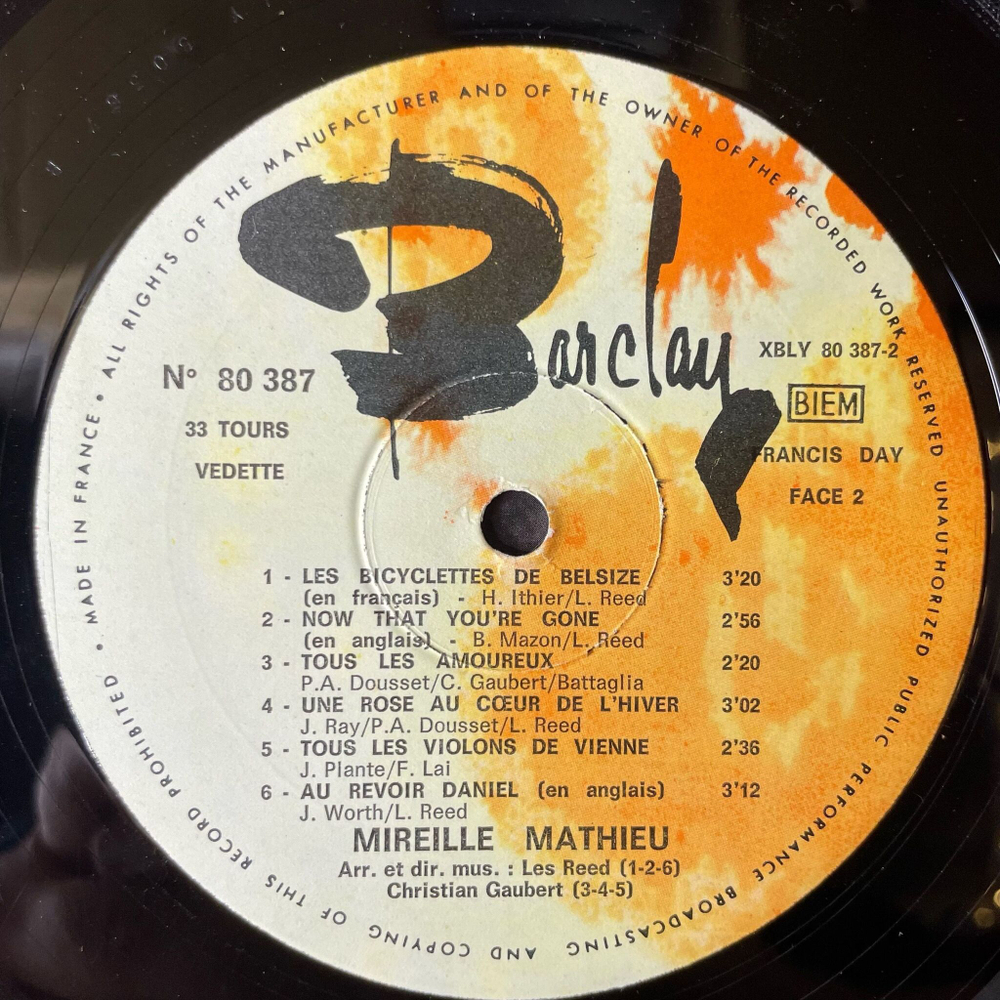 MADE IN FRANCE • ALL RIGHTS OF THE MANUFACTURER AND OF THE OWNER OF THE RECORDED WORK RESERVED UNAUTHORIZED PUBLIC PERFORMANCE BROADCASTING AND COPYING OF THIS RECORD PROHIBITED •
Barclay
XBLY 80 387-2
N° 80 387
BIEM
33 TOURS
FRANCIS DAY
VEDETTE
FACE 2
1 - LES BICYCLETTES DE BELSIZE 3'20
(en français) - H. Ithier/L. Reed
2 - NOW THAT YOU'RE GONE 2'56
(en anglais) - B. Mazon/L. Reed
3 - TOUS LES AMOUREUX 2'20
P.A. Dousset/C. Gaubert/Battaglia
4 - UNE ROSE AU CŒUR DE L'HIVER 3'02
J. Ray/P.A. Dousset/L. Reed
5 - TOUS LES VIOLONS DE VIENNE 2'36
J. Plante/F. Lai
6 - AU REVOIR DANIEL (en anglais) 3'12
J. Worth/L. Reed
MIREILLE MATHIEU
Arr. et dir. mus. : Les Reed (1-2-6)
Christian Gaubert (3-4-5)